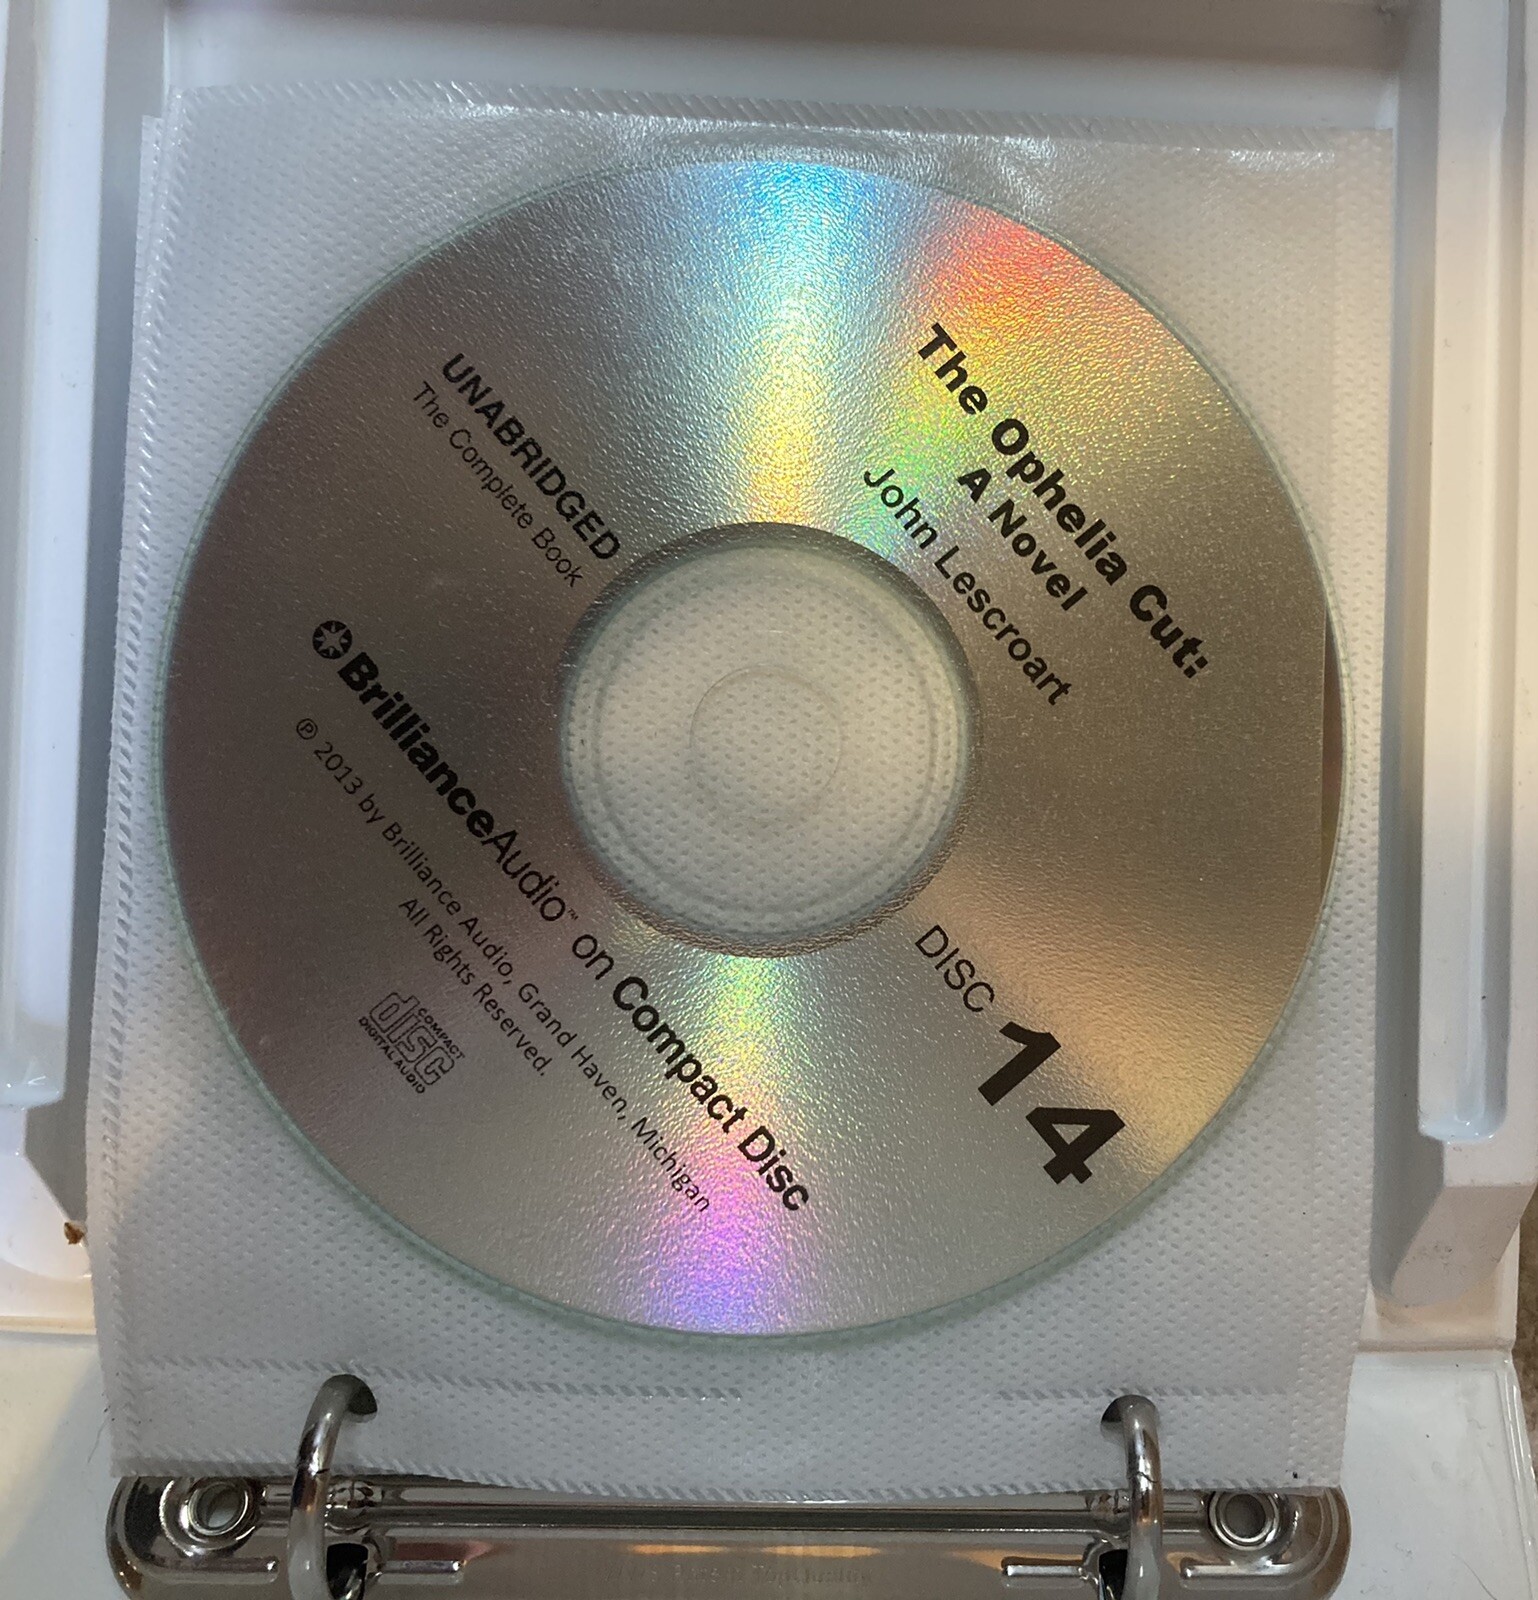 The Ophelia Cut:
A Novel
John Lescroart
UNABRIDGED
The Complete Book
DISC 14
BrillianceAudio™ on Compact Disc
℗ 2013 by Brilliance Audio, Grand Haven, Michigan
All Rights Reserved.
COMPACT
disc
DIGITAL AUDIO